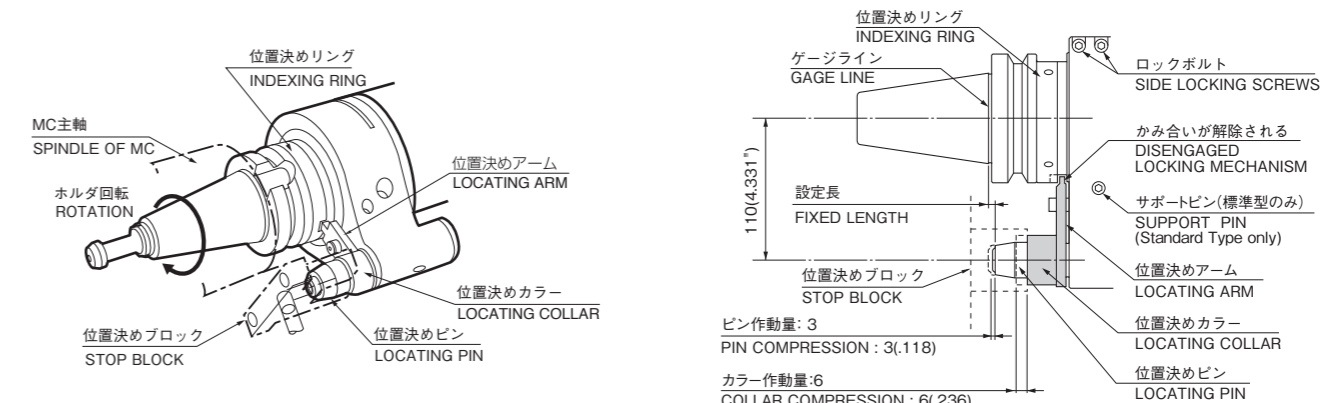 位置決めリング
INDEXING RING
MC主軸
SPINDLE OF MC
ホルダ回転
ROTATION
位置決めアーム
LOCATING ARM
位置決めカラー
LOCATING COLLAR
位置決めブロック
STOP BLOCK
位置決めピン
LOCATING PIN
位置決めリング
INDEXING RING
ゲージライン
GAGE LINE
ロックボルト
SIDE LOCKING SCREWS
かみ合いが解除される
DISENGAGED
LOCKING MECHANISM
110(4.331")
設定長
FIXED LENGTH
サポートピン(標準型のみ)
SUPPORT PIN
(Standard Type only)
位置決めブロック
STOP BLOCK
位置決めアーム
LOCATING ARM
ピン作動量: 3
PIN COMPRESSION : 3(.118)
位置決めカラー
LOCATING COLLAR
カラー作動量:6
COLLAR COMPRESSION : 6(.236)
位置決めピン
LOCATING PIN